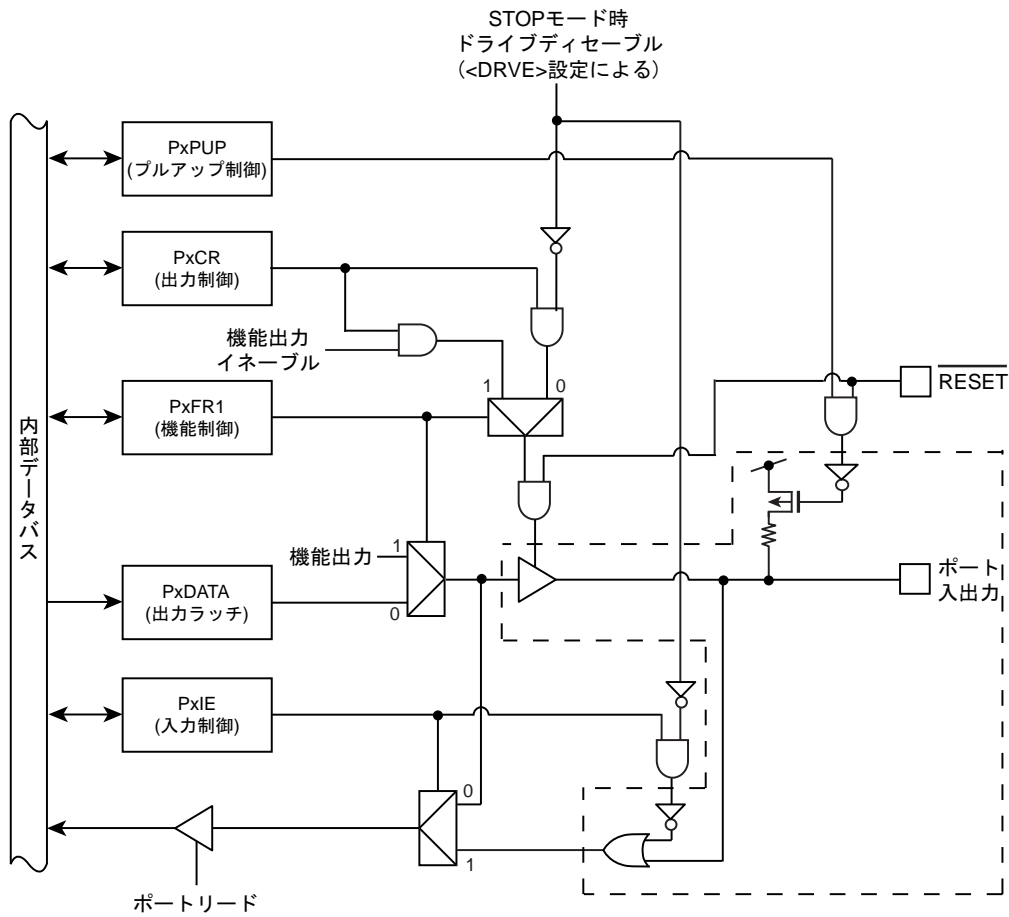 STOPモード時
ドライブディセーブル
(<DRVE>設定による)
PxPUP
(プルアップ制御)
PxCR
(出力制御)
機能出力
イネーブル
1
0
RESET
PxFR1
(機能制御)
内部データバス
機能出力
1
0
PxDATA
(出力ラッチ)
ポート
入出力
PxIE
(入力制御)
0
1
ポートリード